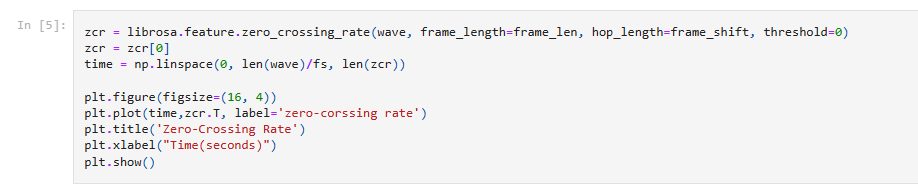 In [5]:
zcr = librosa.feature.zero_crossing_rate(wave, frame_length=frame_len, hop_length=frame_shift, threshold=0)
zcr = zcr[0]
time = np.linspace(0, len(wave)/fs, len(zcr))
plt.figure(figsize=(16, 4))
plt.plot(time,zcr.T, label='zero-corssing rate')
plt.title('Zero-Crossing Rate')
plt.xlabel("Time(seconds)")
plt.show()